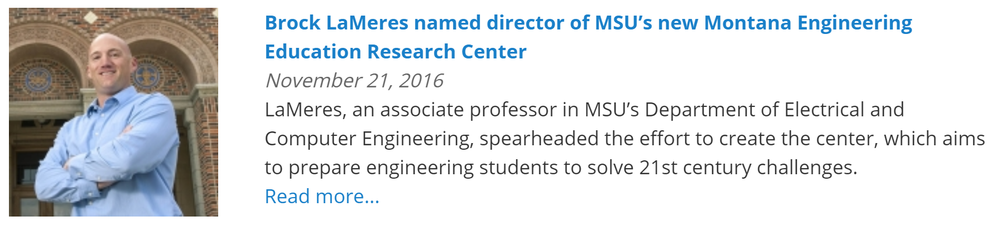 Brock LaMeres named director of MSU’s new Montana Engineering
Education Research Center
November 21, 2016
LaMeres, an associate professor in MSU’s Department of Electrical and
Computer Engineering, spearheaded the effort to create the center, which aims
to prepare engineering students to solve 21st century challenges.
Read more...